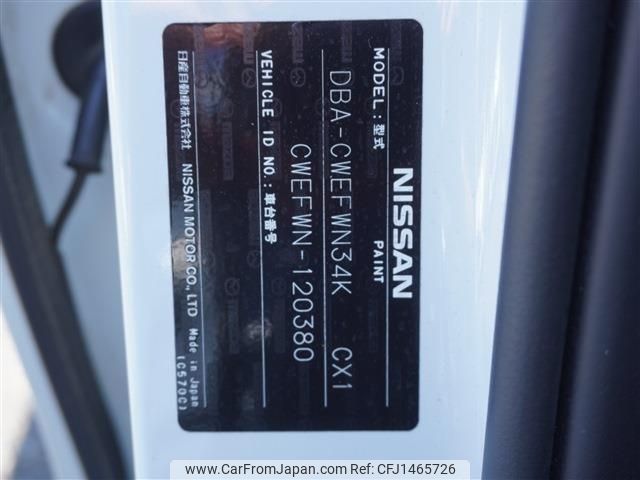 NISSAN
MODEL：型式 PAINT
DBA-CWEFWN34K CX1
CWEFWN-120380
VEHICLE ID NO.：車台番号
日産自動車株式会社 NISSAN MOTOR CO., LTD Made in Japan
(C570C)
www.CarFromJapan.com CFJ1465726